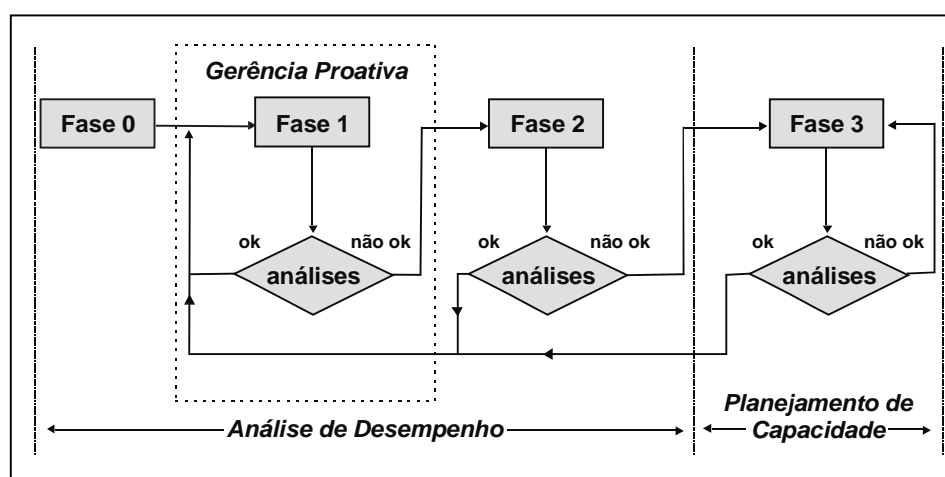 Gerência Proativa
Fase 0
Fase 1
Fase 2
Fase 3
ok
não ok
ok
não ok
ok
não ok
análises
análises
análises
Análise de Desempenho
Planejamento de
Capacidade